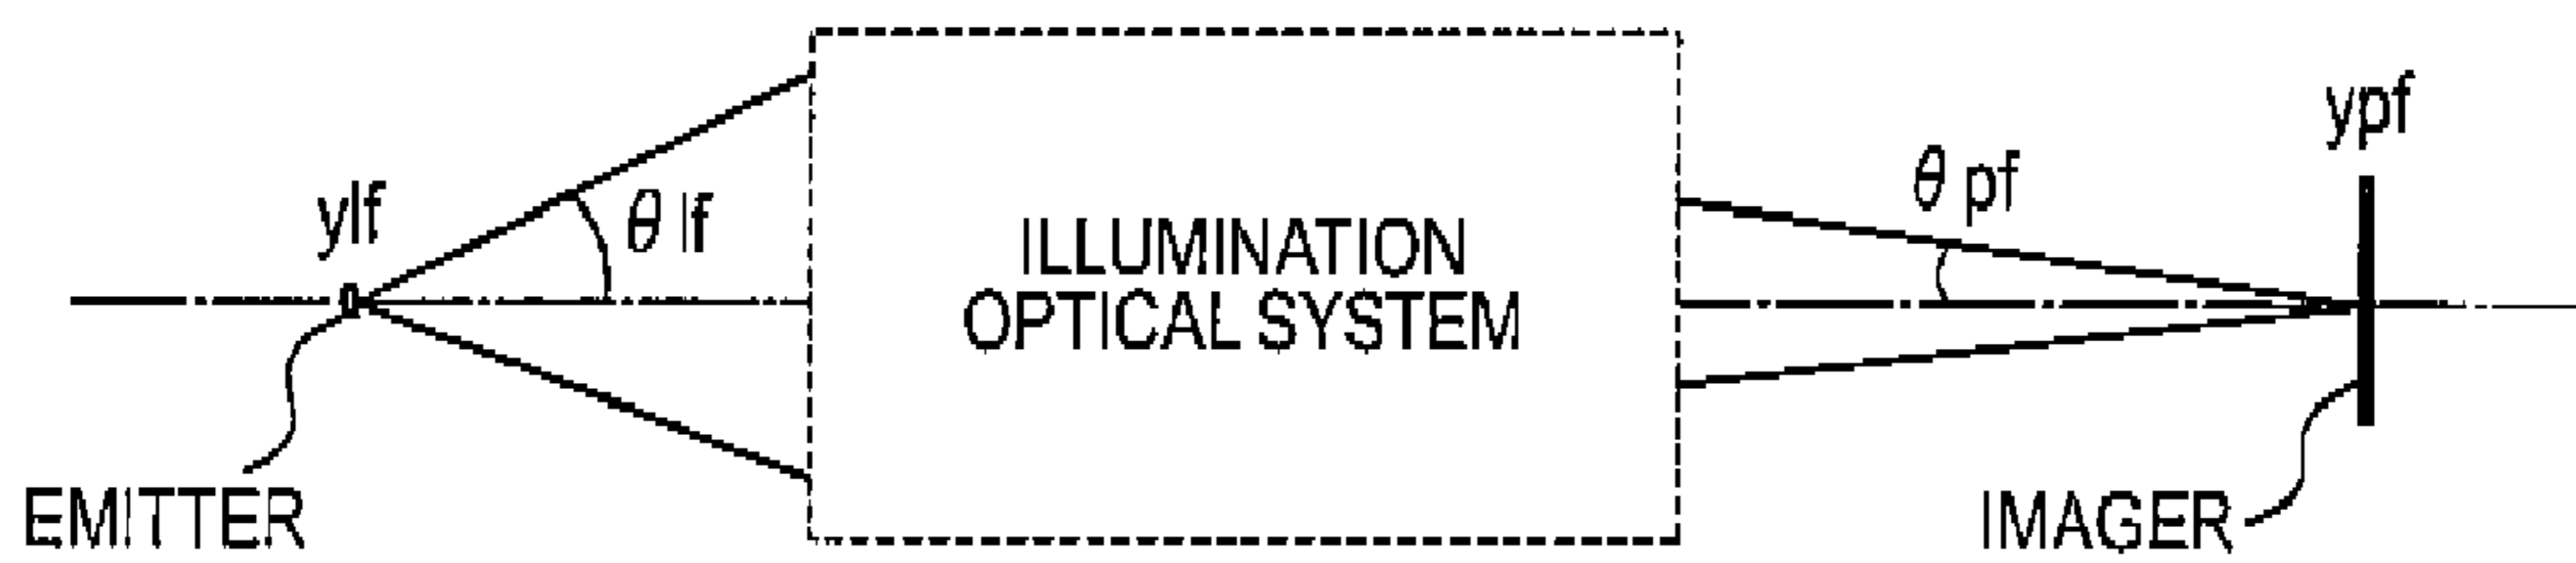 ylf
θ lf
ILLUMINATION
OPTICAL SYSTEM
θ pf
ypf
EMITTER
IMAGER